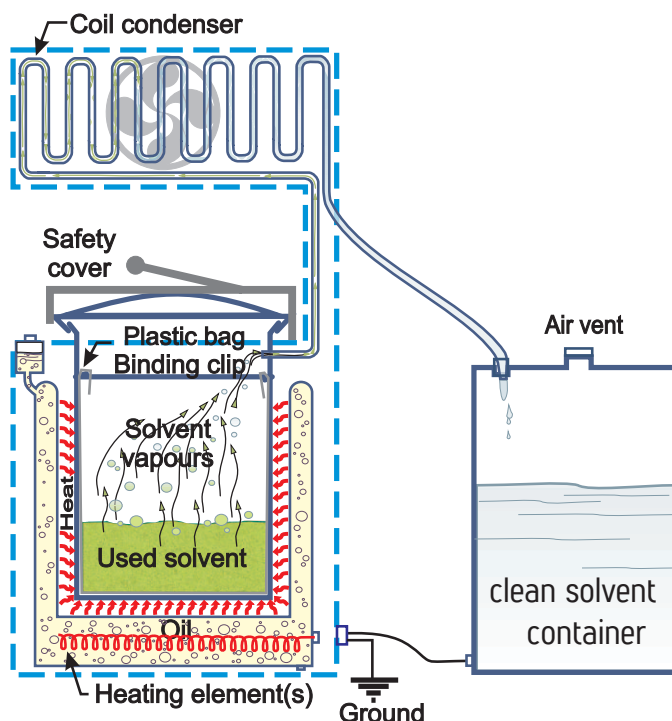 Coil condenser
Safety
cover
Plastic bag
Binding clip
Air vent
Solvent
vapours
Heat
Used solvent
clean solvent
container
Oil
Heating element(s)
Ground